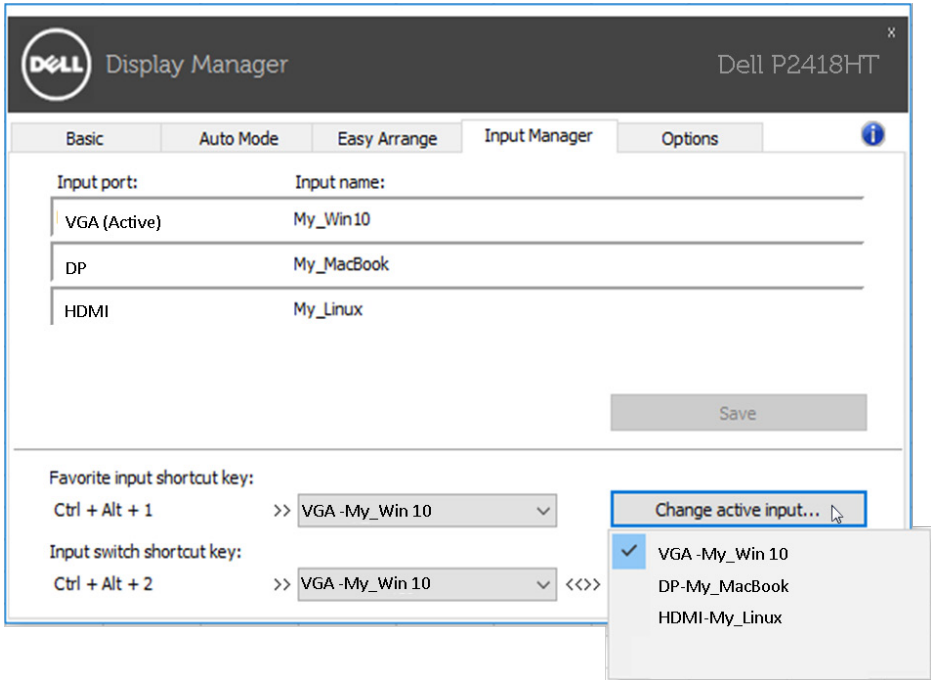 x
DELL Display Manager Dell P2418HT
Basic Auto Mode Easy Arrange Input Manager Options i
Input port: Input name:
VGA (Active) My_Win10
DP My_MacBook
HDMI My_Linux
Save
Favorite input shortcut key:
Ctrl + Alt + 1 >> VGA -My_Win 10 Change active input...
Input switch shortcut key:
VGA -My_Win 10
Ctrl + Alt + 2 >> VGA -My_Win 10 <<>>
DP-My_MacBook
HDMI-My_Linux